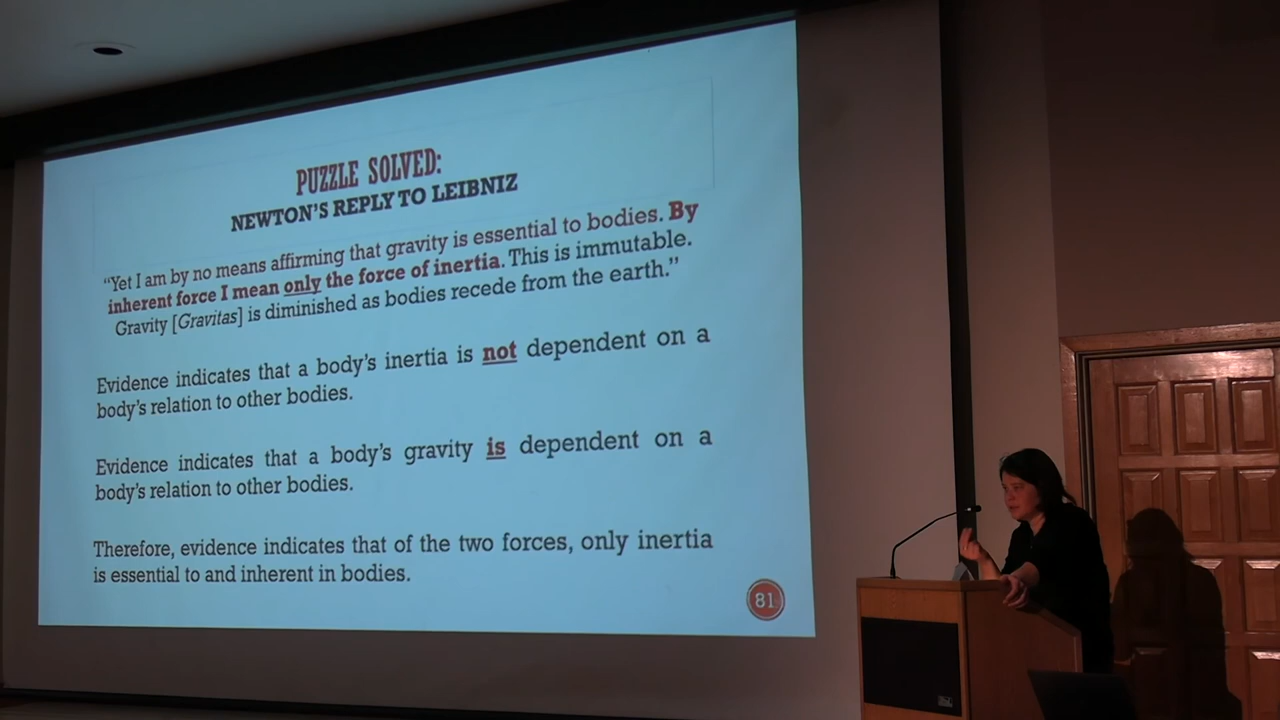 PUZZLE SOLVED:
NEWTON'S REPLY TO LEIBNIZ
"Yet I am by no means affirming that gravity is essential to bodies. By
inherent force I mean only the force of inertia. This is immutable.
Gravity [Gravitas] is diminished as bodies recede from the earth."
Evidence indicates that a body's inertia is not dependent on a
body's relation to other bodies.
Evidence indicates that a body's gravity is dependent on a
body's relation to other bodies.
Therefore, evidence indicates that of the two forces, only inertia
is essential to and inherent in bodies.
81